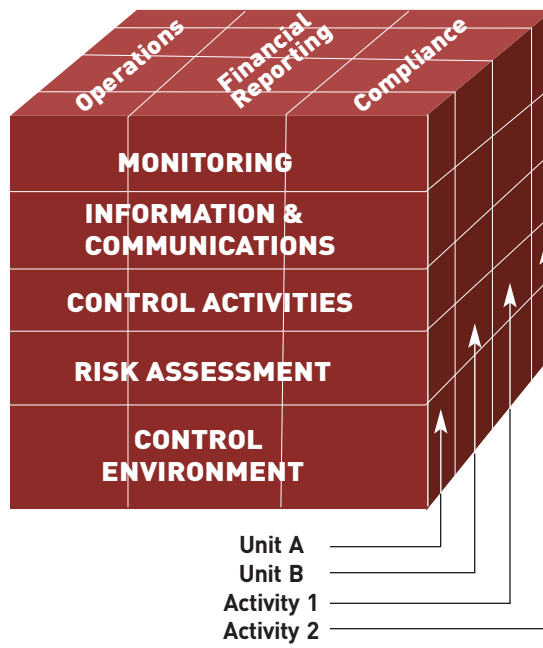 Operations
Financial
Reporting
Compliance
MONITORING
INFORMATION &
COMMUNICATIONS
CONTROL ACTIVITIES
RISK ASSESSMENT
CONTROL
ENVIRONMENT
Unit A
Unit B
Activity 1
Activity 2